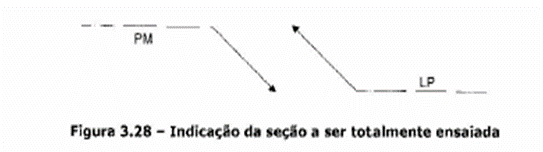 PM
LP
Figura 3.28 – Indicação da seção a ser totalmente ensaiada